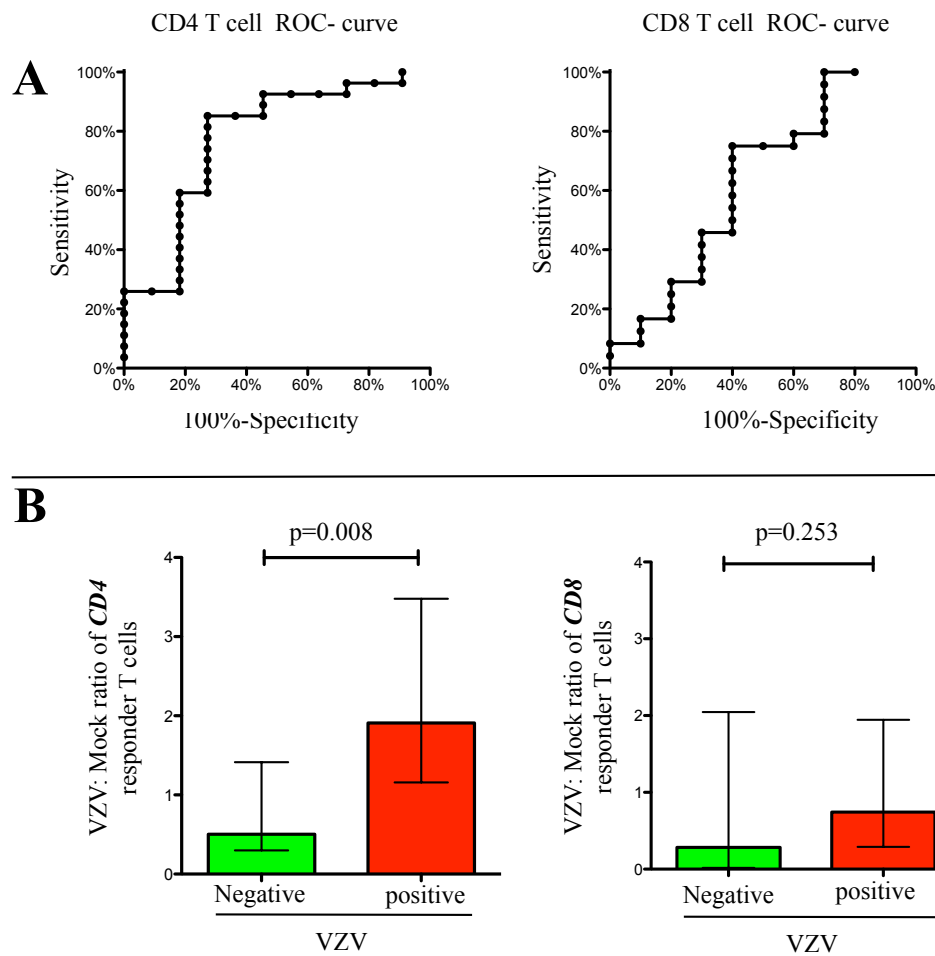 CD4 T cell  ROC- curve
CD8 T cell  ROC- curve
A
100%
80%
60%
40%
20%
0%
Sensitivity
0% 20% 40% 60% 80% 100%
100%-Specificity
100%
80%
60%
40%
20%
0%
Sensitivity
0% 20% 40% 60% 80% 100%
100%-Specificity
B
p=0.008
4
3
2
1
0
VZV: Mock ratio of CD4
responder T cells
Negative positive
VZV
p=0.253
4
3
2
1
0
VZV: Mock ratio of CD8
responder T cells
Negative positive
VZV